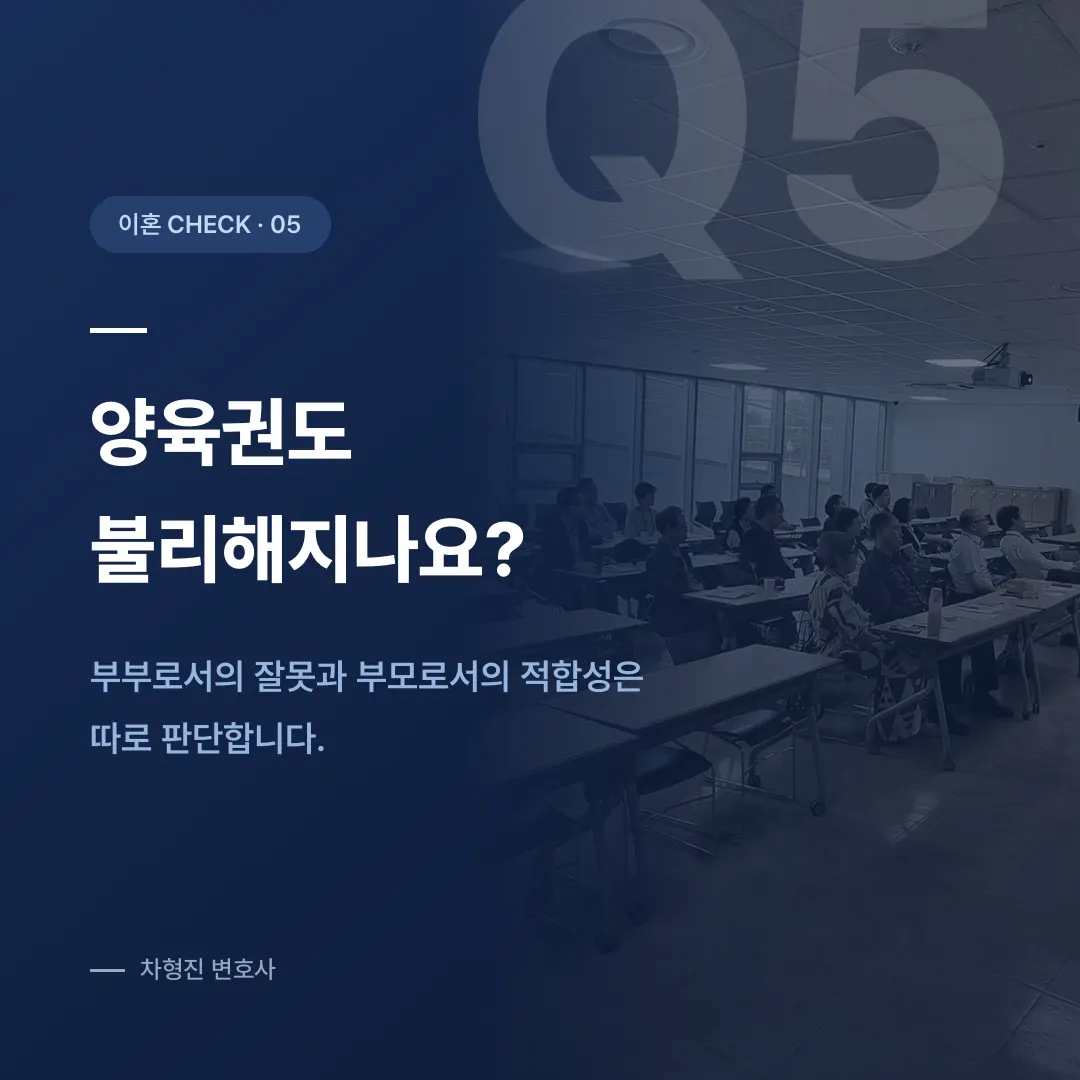 Q5
이혼 CHECK · 05
양육권도
불리해지나요?
부부로서의 잘못과 부모로서의 적합성은
따로 판단합니다.
차형진 변호사